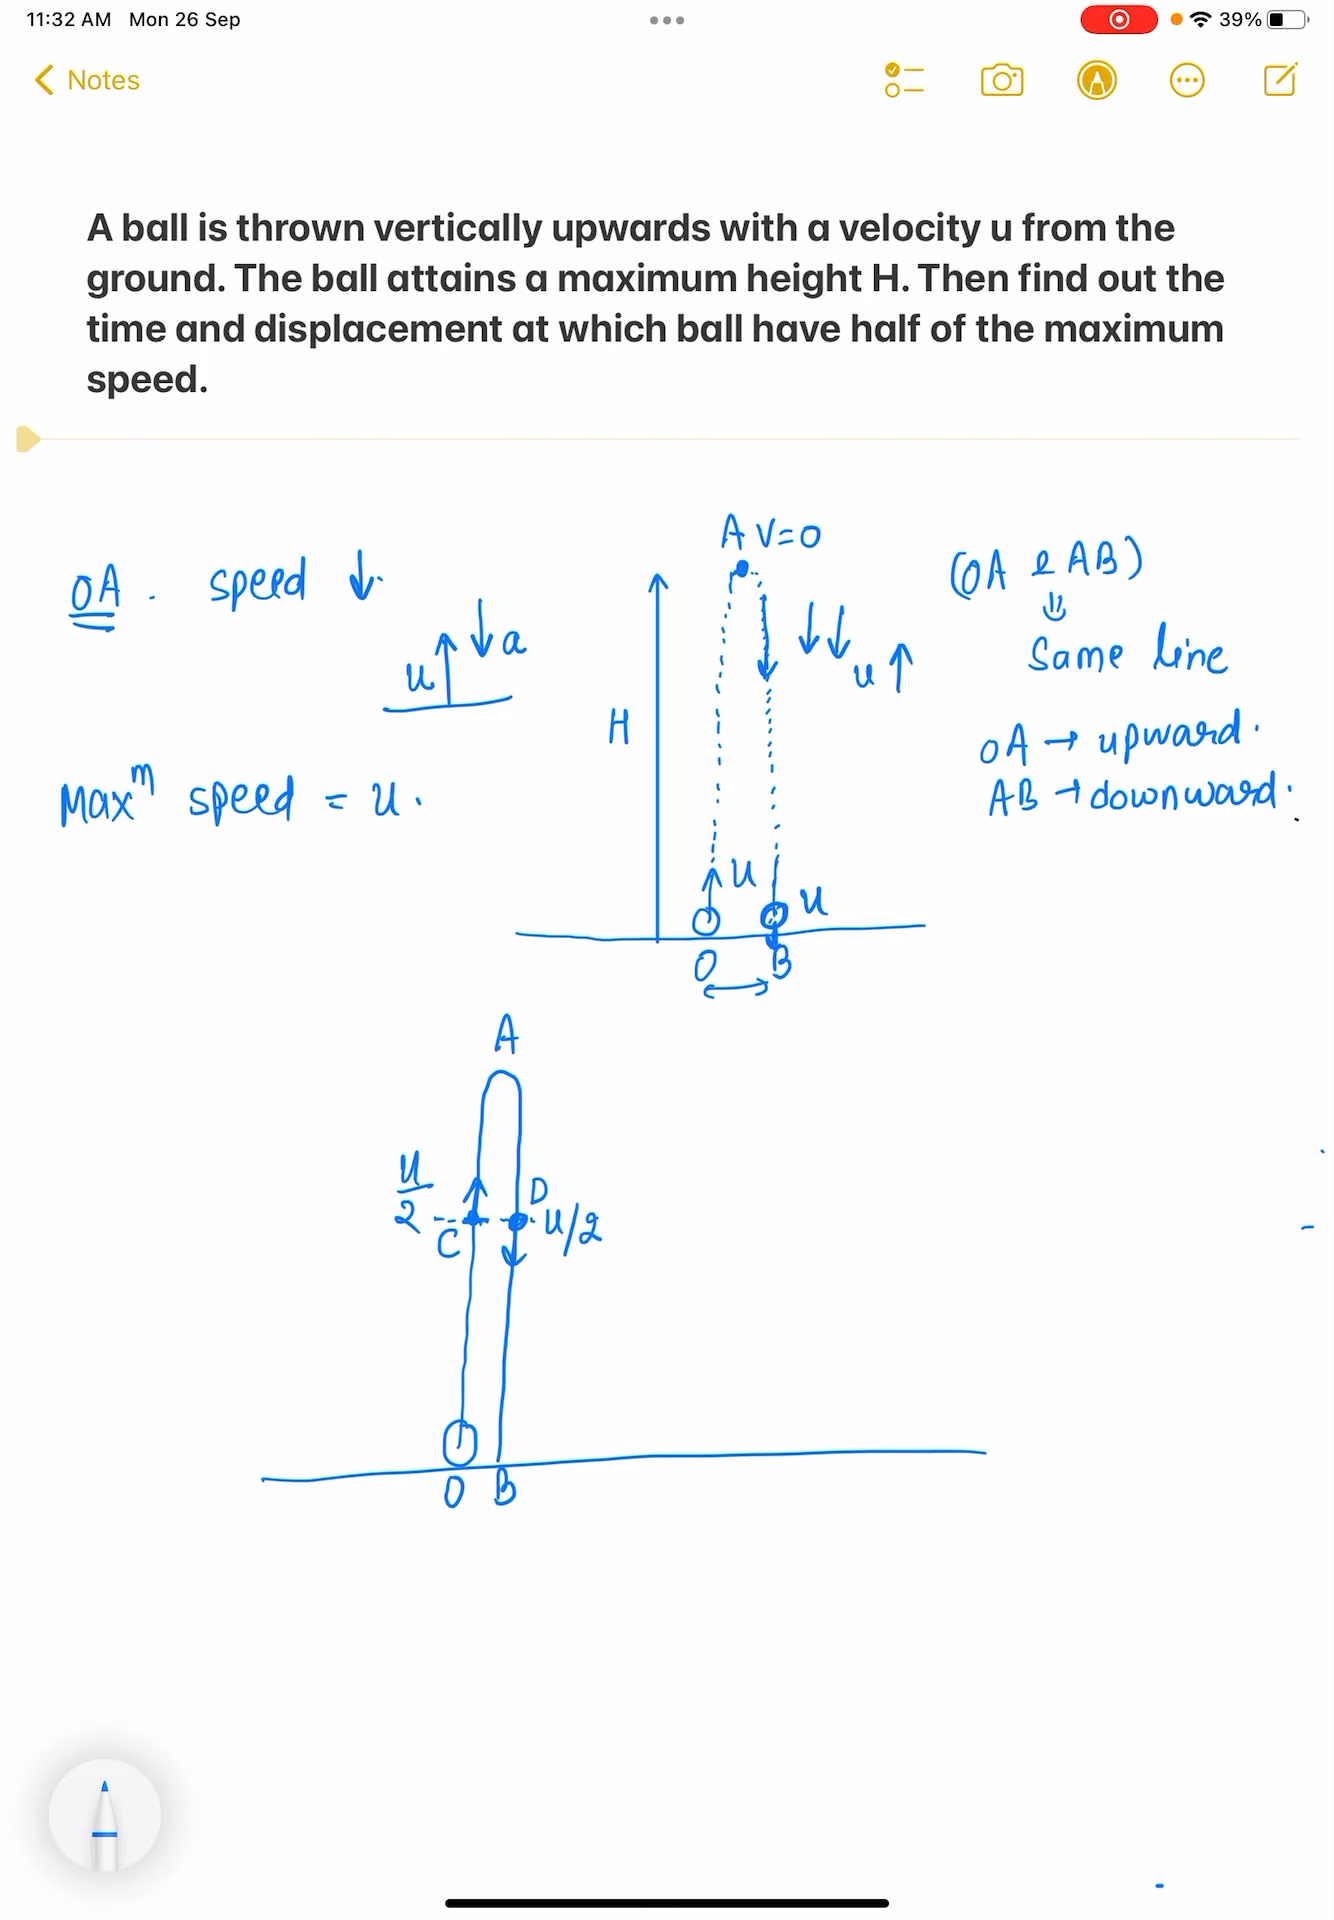 11:32 AM Mon 26 Sep
39%
Notes
A ball is thrown vertically upwards with a velocity u from the
ground. The ball attains a maximum height H. Then find out the
time and displacement at which ball have half of the maximum
speed.
OA . speed ↓.
u ↑ ↓ a
Maxᵐ speed = u.
A V=0
H
u ↑
u
u
O B
(OA & AB)
⇓
Same line
OA → upward.
AB → downward.
A
u/2
C
D
u/2
O B